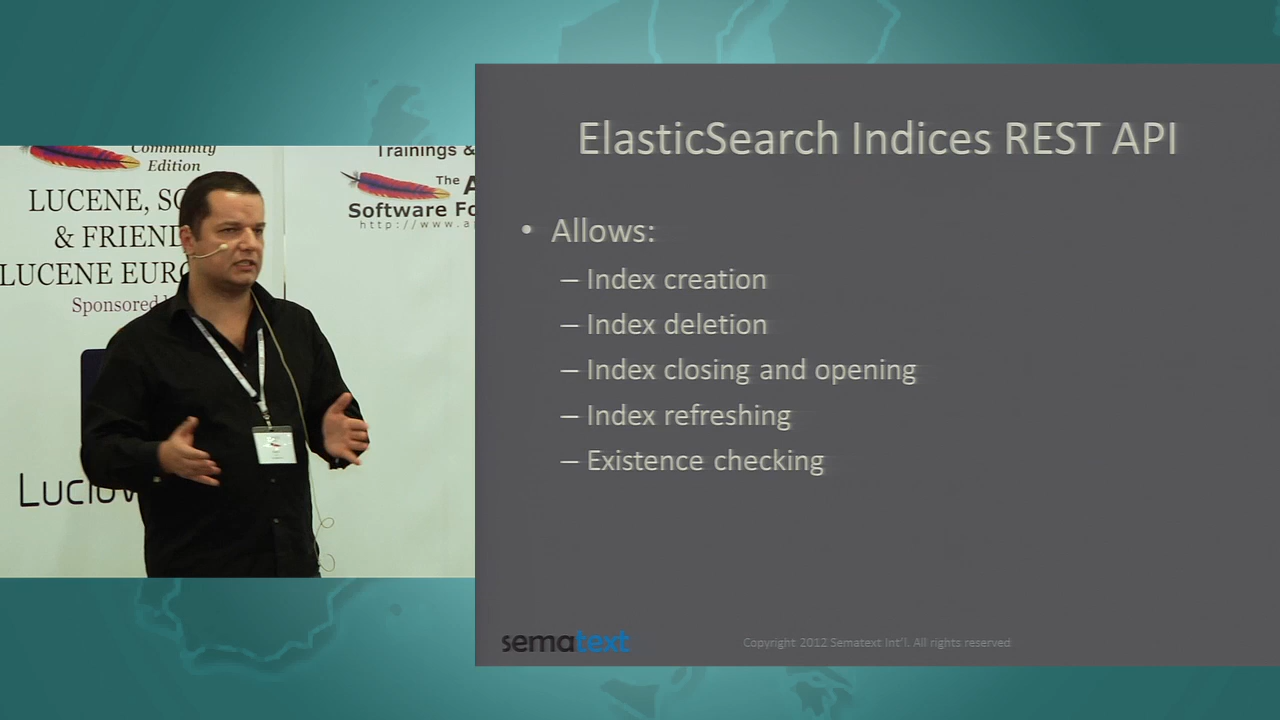 Community
Edition
LUCENE, SO
& FRIEN
LUCENE EURO
Sponsored
Trainings &
The A
Software Fo
http://www.a
ElasticSearch Indices REST API
• Allows:
– Index creation
– Index deletion
– Index closing and opening
– Index refreshing
– Existence checking
sematext
Copyright 2012 Sematext Int'l. All rights reserved